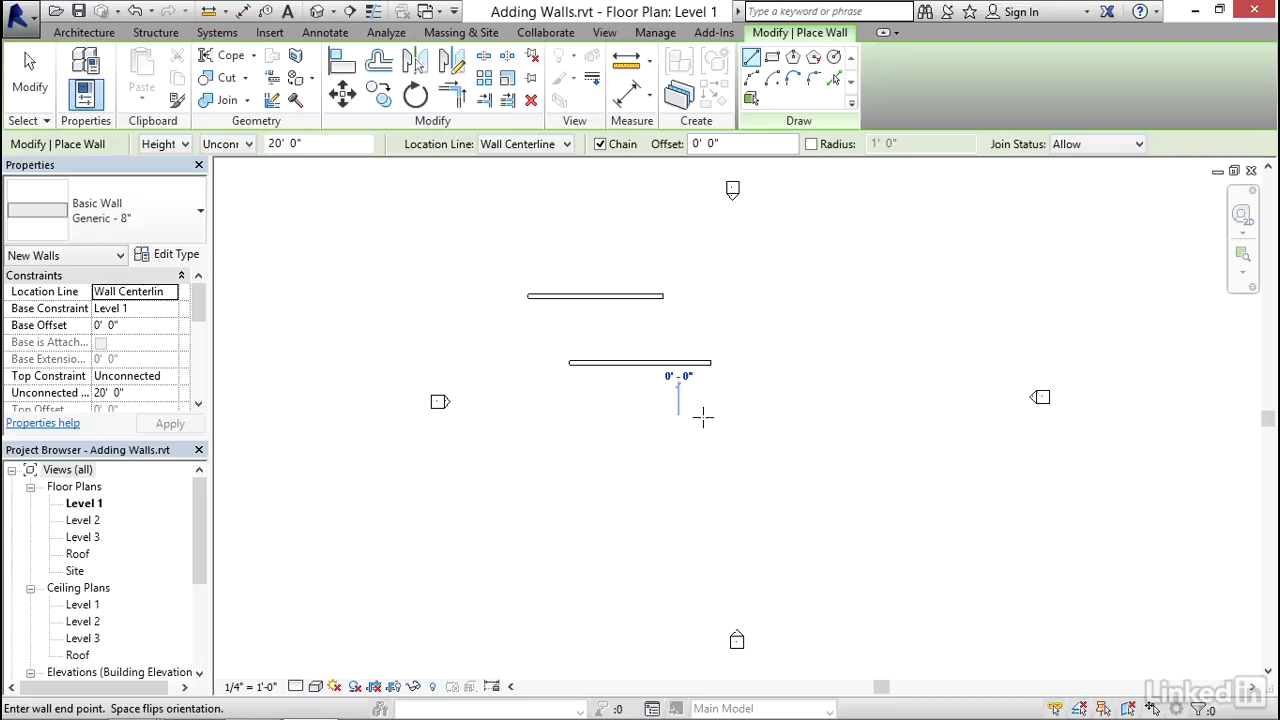 Adding Walls.rvt - Floor Plan: Level 1
Type a keyword or phrase
Sign In
Architecture Structure Systems Insert Annotate Analyze Massing & Site Collaborate View Manage Add-Ins Modify | Place Wall
Modify
Paste
Cope
Cut
Join
Select
Properties
Clipboard
Geometry
Modify
View
Measure
Create
Draw
Modify | Place Wall
Height
Unconr
20' 0"
Location Line:
Wall Centerline
Chain
Offset:
0' 0"
Radius:
1' 0"
Join Status:
Allow
Properties
Basic Wall
Generic - 8"
New Walls
Edit Type
Constraints
Location Line Wall Centerlin
Base Constraint Level 1
Base Offset 0' 0"
Base is Attach...
Base Extensio... 0' 0"
Top Constraint Unconnected
Unconnected ... 20' 0"
Top Offset 0' 0"
Properties help
Apply
Project Browser - Adding Walls.rvt
Views (all)
Floor Plans
Level 1
Level 2
Level 3
Roof
Site
Ceiling Plans
Level 1
Level 2
Level 3
Roof
Elevations (Building Elevation
0' - 0"
2D
1/4" = 1'-0"
Enter wall end point. Space flips orientation.
:0
Main Model
:0
Linked in